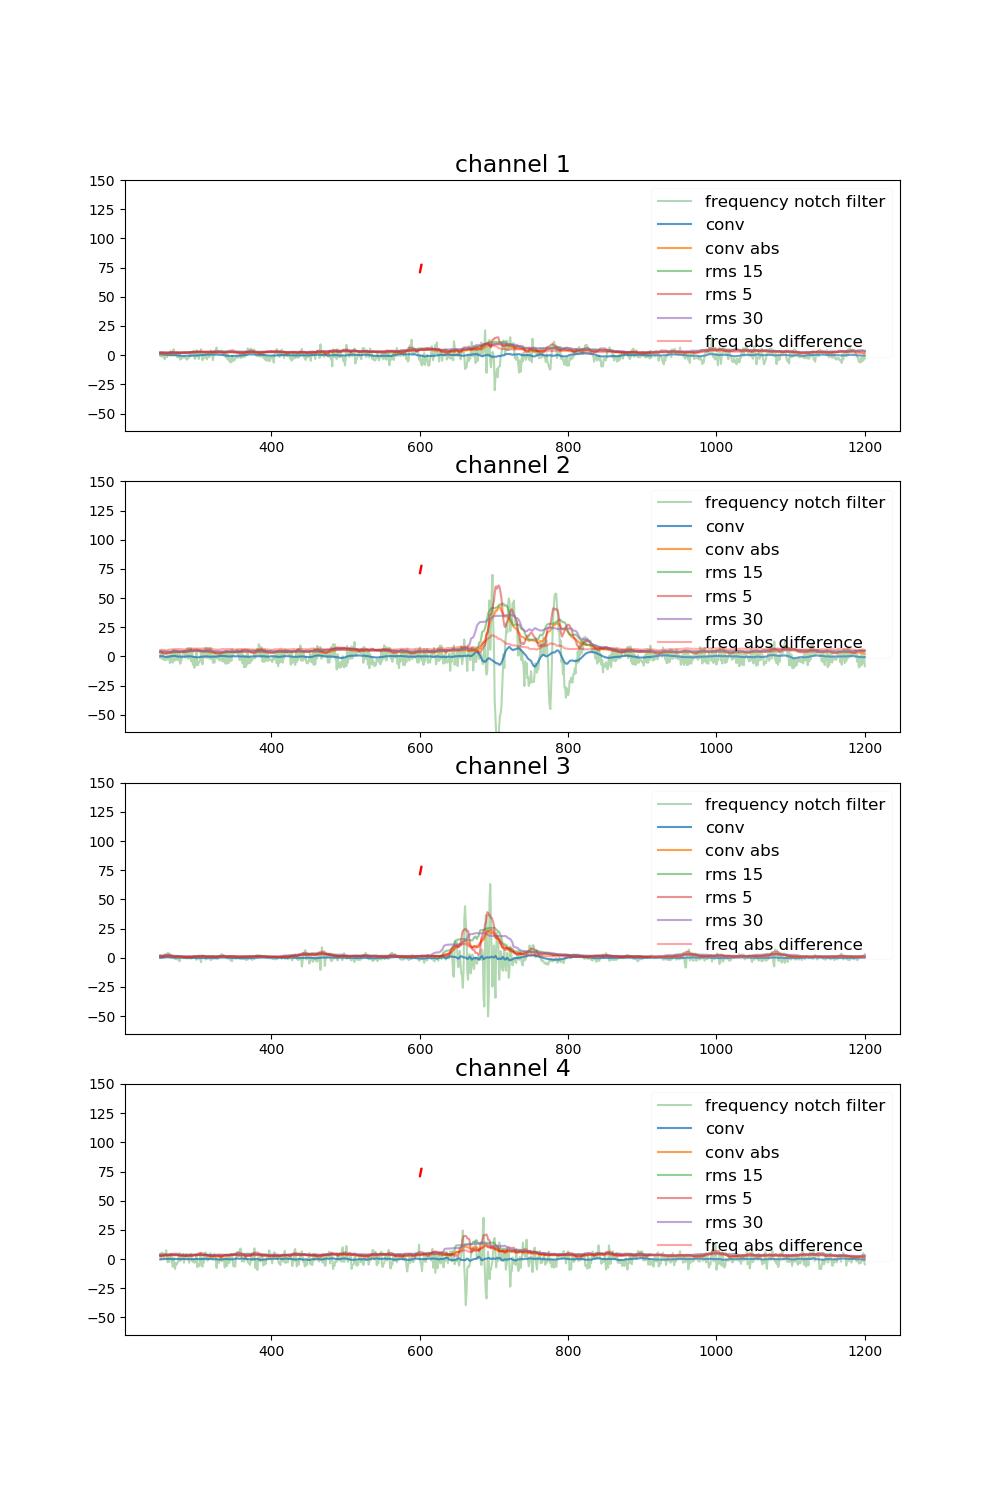 channel 1
150
125
100
75
50
25
0
−25
−50
frequency notch filter
conv
conv abs
rms 15
rms 5
rms 30
freq abs difference
400 600 800 1000 1200
channel 2
150
125
100
75
50
25
0
−25
−50
frequency notch filter
conv
conv abs
rms 15
rms 5
rms 30
freq abs difference
400 600 800 1000 1200
channel 3
150
125
100
75
50
25
0
−25
−50
frequency notch filter
conv
conv abs
rms 15
rms 5
rms 30
freq abs difference
400 600 800 1000 1200
channel 4
150
125
100
75
50
25
0
−25
−50
frequency notch filter
conv
conv abs
rms 15
rms 5
rms 30
freq abs difference
400 600 800 1000 1200